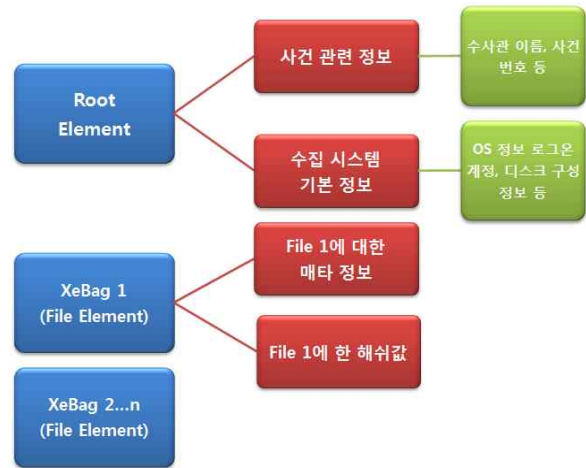 Root
Element
사건 관련 정보
수사관 이름, 사건
번호 등
수집 시스템
기본 정보
OS 정보 로그온
계정, 디스크 구성
정보 등
XeBag 1
(File Element)
File 1에 대한
매타 정보
File 1에 한 해쉬값
XeBag 2...n
(File Element)